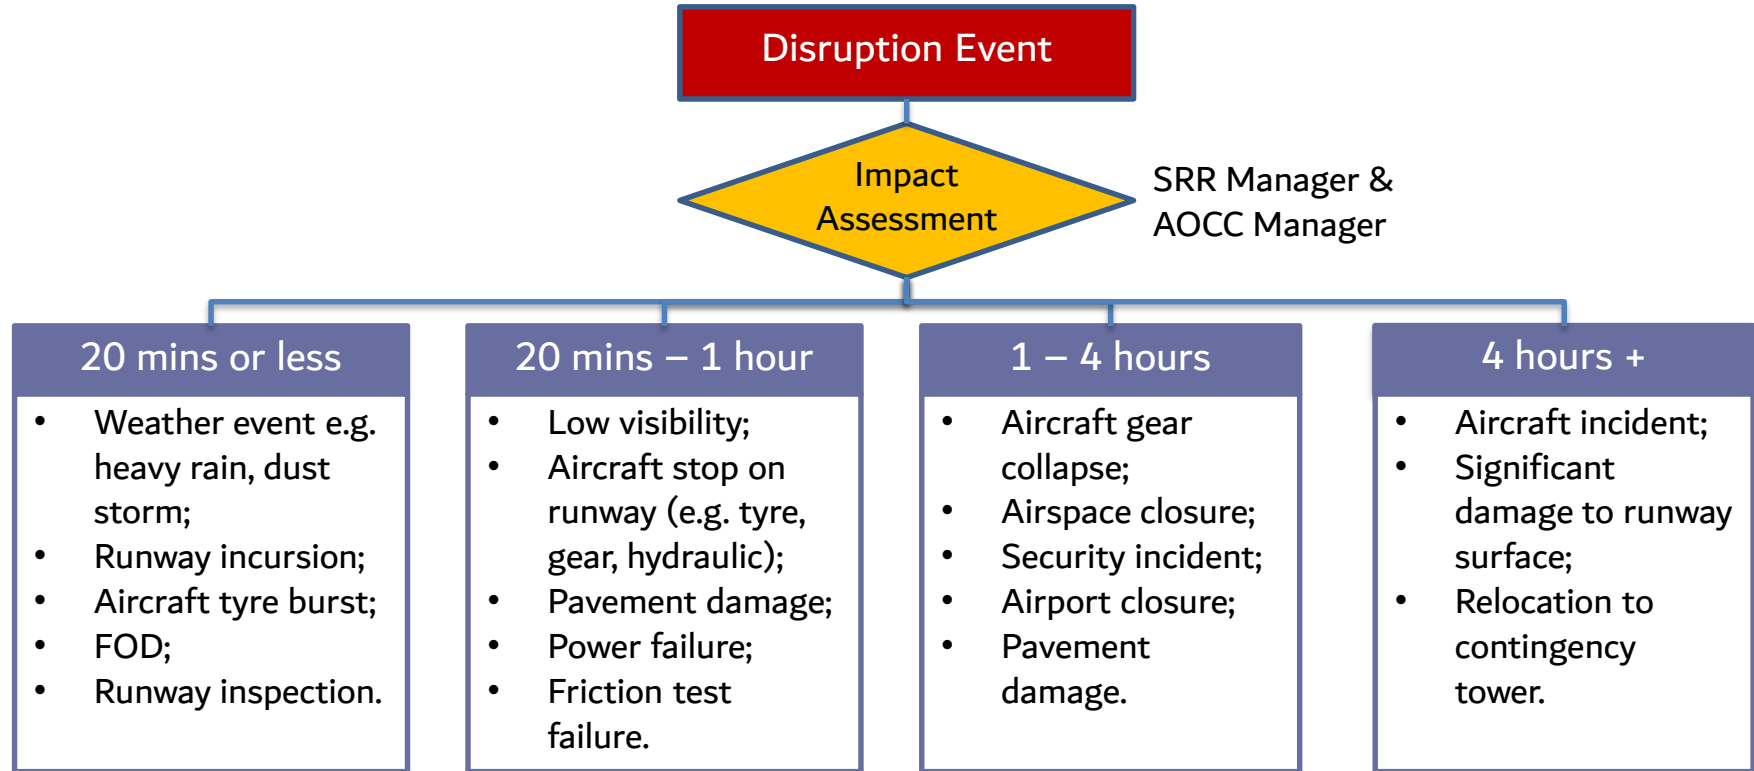 Disruption Event
Impact
Assessment
SRR Manager &
AOCC Manager
20 mins or less
• Weather event e.g.
heavy rain, dust
storm;
• Runway incursion;
• Aircraft tyre burst;
• FOD;
• Runway inspection.
20 mins – 1 hour
• Low visibility;
• Aircraft stop on
runway (e.g. tyre,
gear, hydraulic);
• Pavement damage;
• Power failure;
• Friction test
failure.
1 – 4 hours
• Aircraft gear
collapse;
• Airspace closure;
• Security incident;
• Airport closure;
• Pavement
damage.
4 hours +
• Aircraft incident;
• Significant
damage to runway
surface;
• Relocation to
contingency
tower.